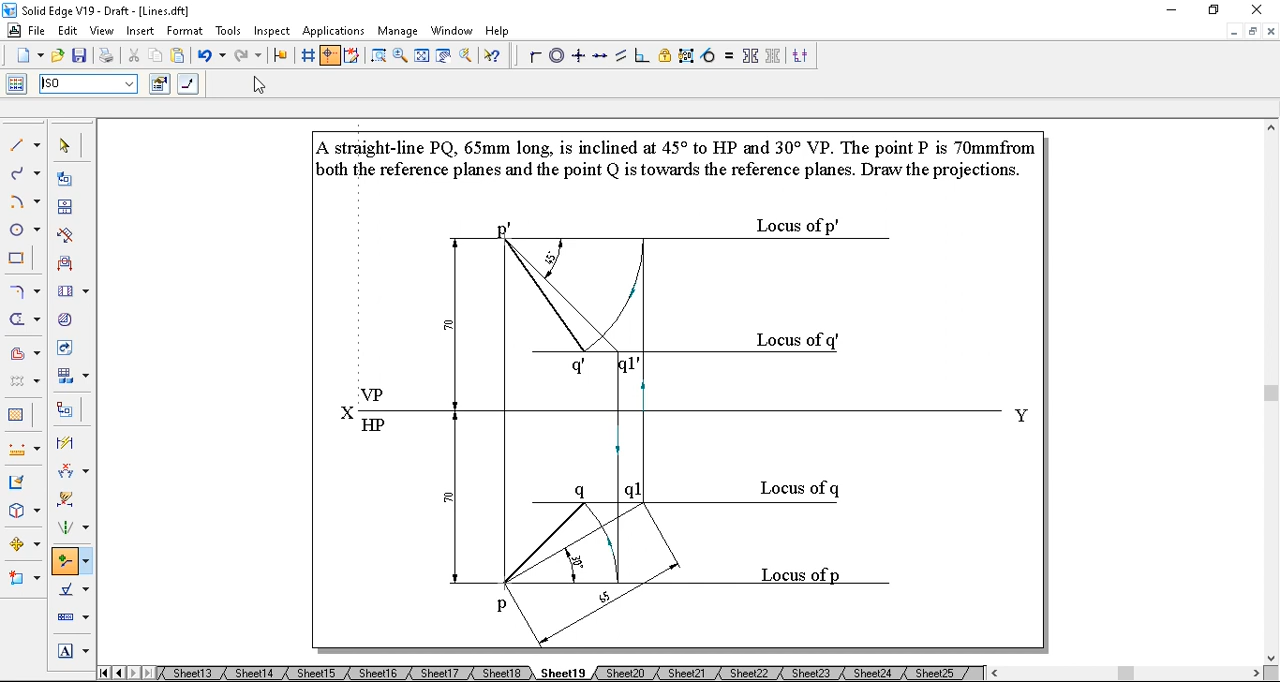 Solid Edge V19 - Draft - [Lines.dft]
File Edit View Insert Format Tools Inspect Applications Manage Window Help
ISO
A straight-line PQ, 65mm long, is inclined at 45° to HP and 30° VP. The point P is 70mmfrom
both the reference planes and the point Q is towards the reference planes. Draw the projections.
p'
Locus of p'
45°
70
Locus of q'
q'
q1'
VP
X
Y
HP
70
q
q1
Locus of q
30°
Locus of p
65
p
A
Sheet13 Sheet14 Sheet15 Sheet16 Sheet17 Sheet18 Sheet19 Sheet20 Sheet21 Sheet22 Sheet23 Sheet24 Sheet25